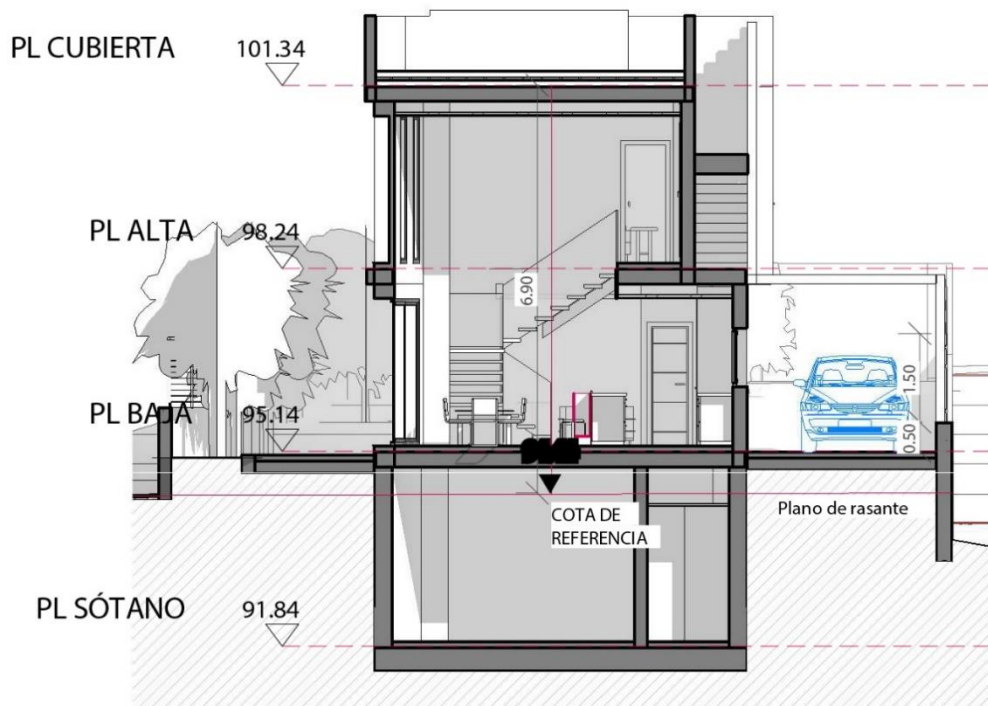 PL CUBIERTA 101.34
PL ALTA 98.24
6.90
1.50
PL BAJA 95.14
0.50
COTA DE
REFERENCIA
Plano de rasante
PL SÓTANO 91.84